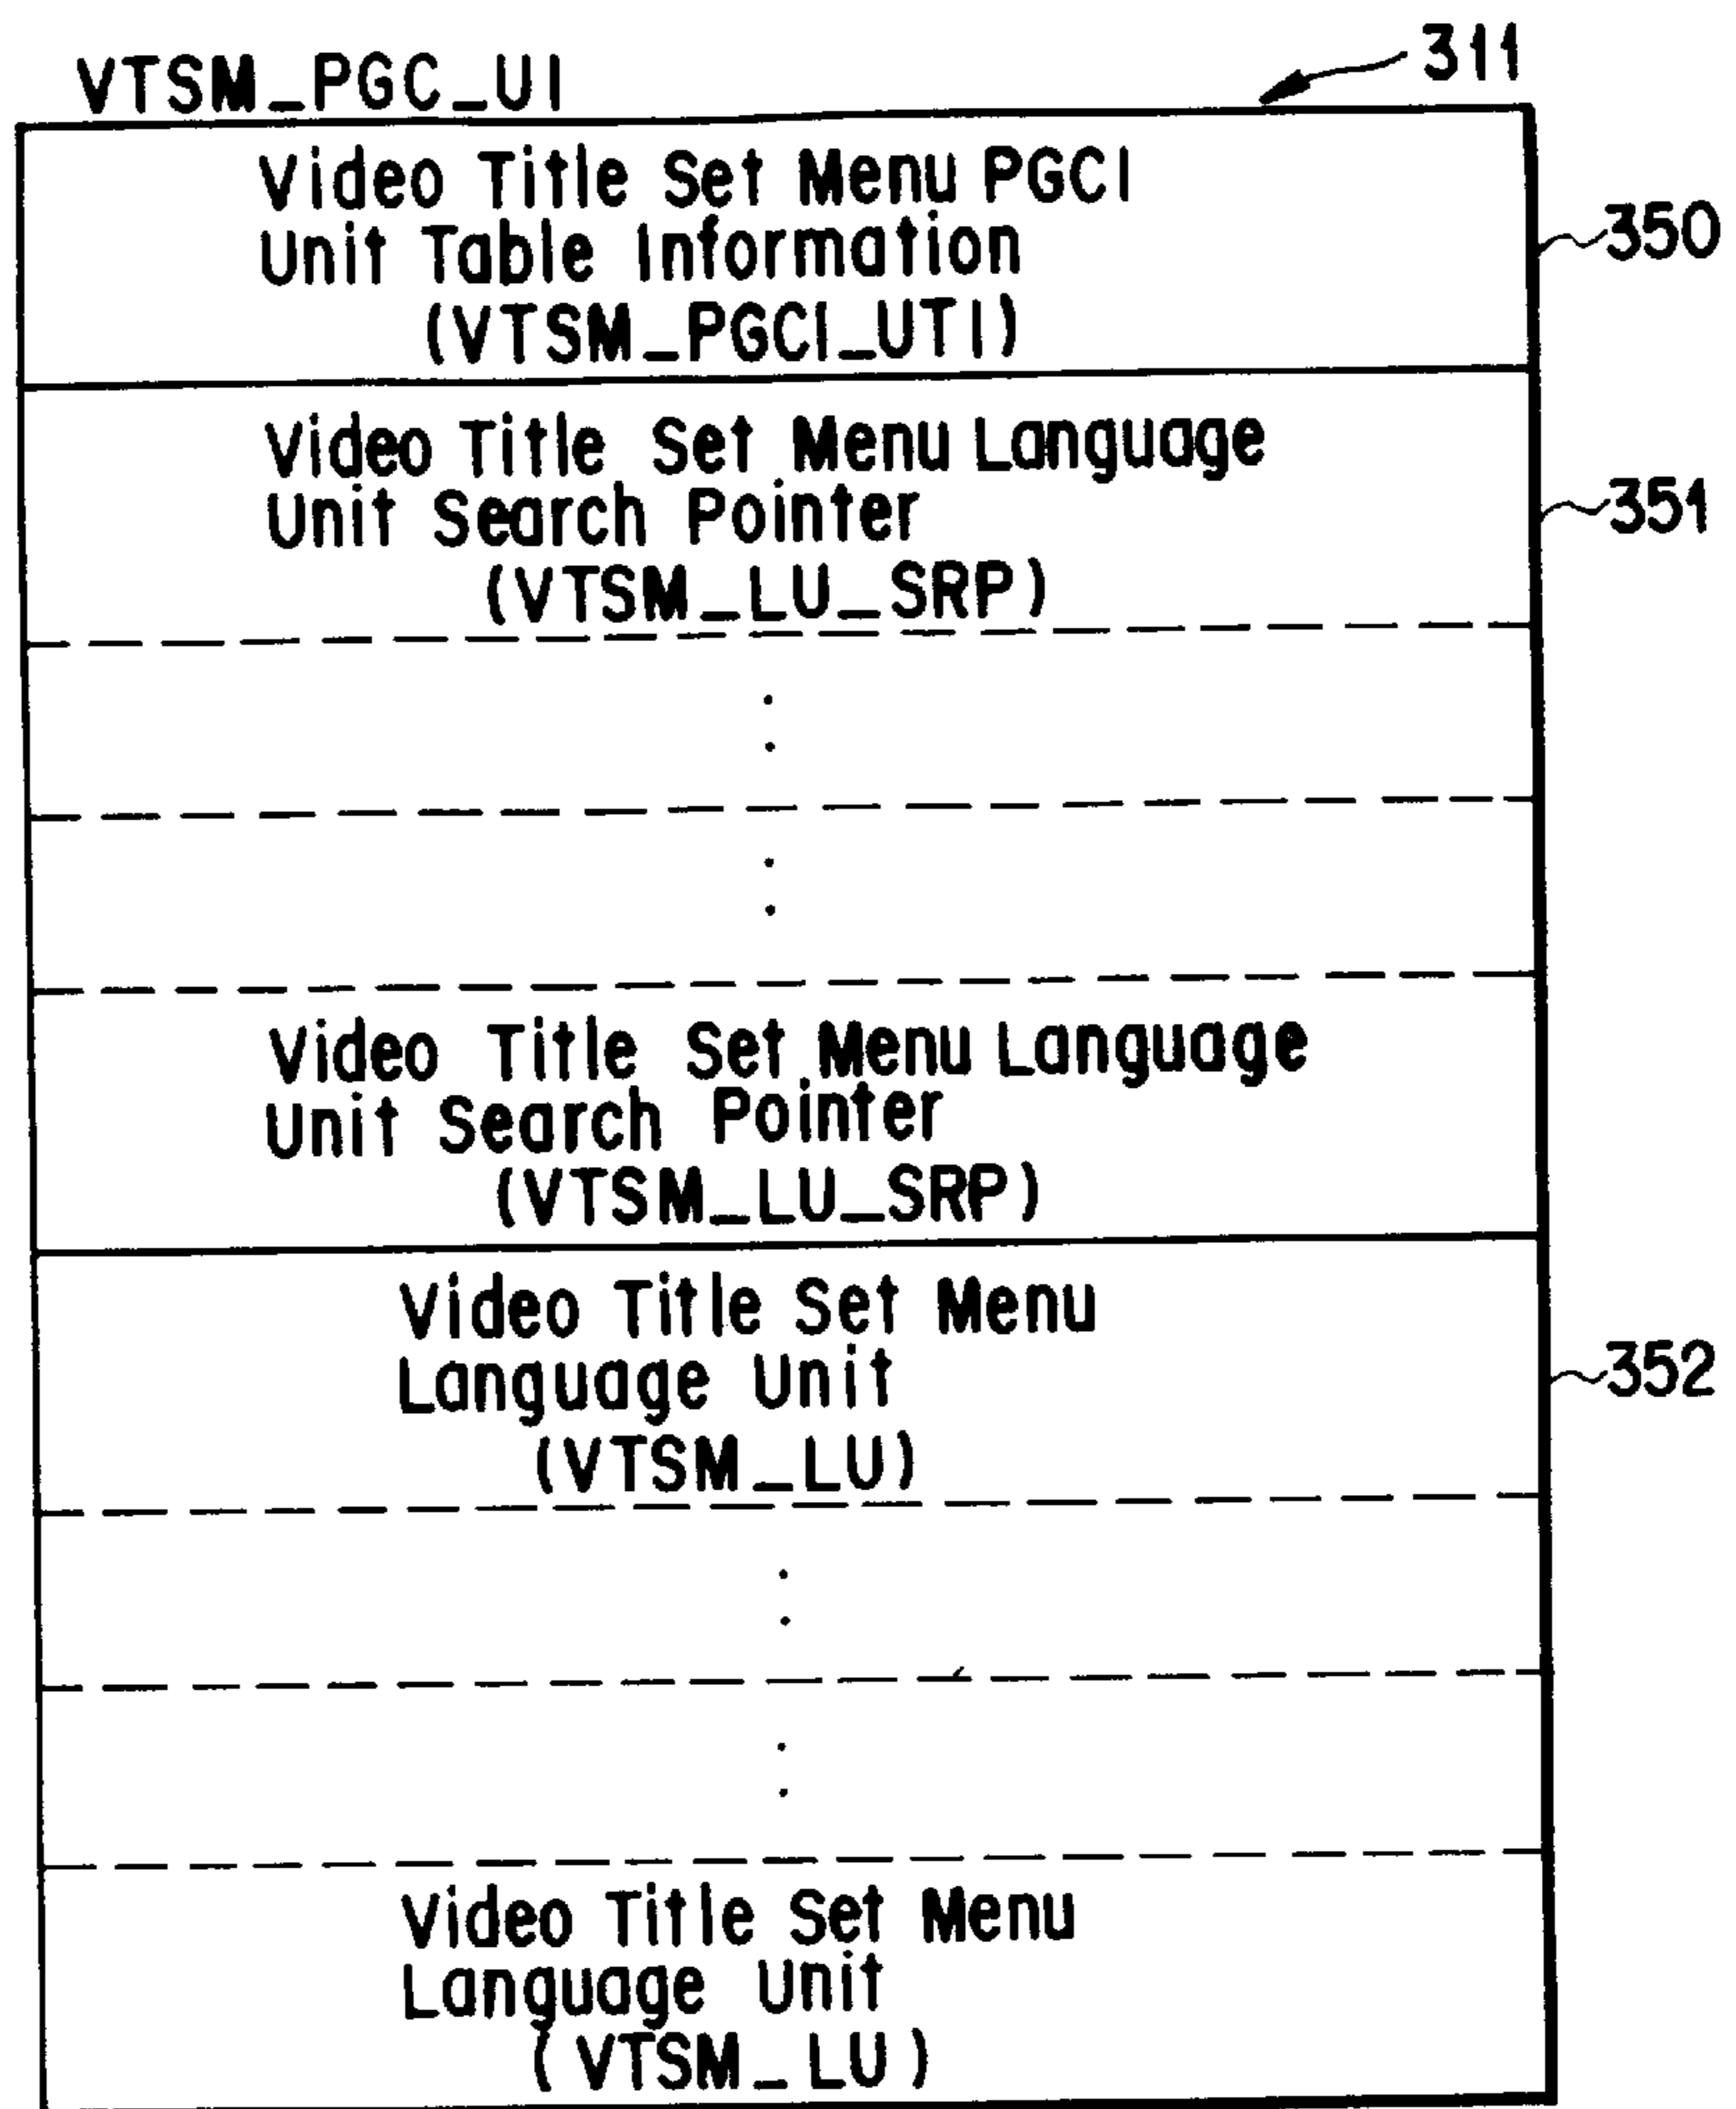 VTSM_PGC_UI
311
Video Title Set Menu PGCI
Unit Table Information
(VTSM_PGCI_UTI)
350
Video Title Set Menu Language
Unit Search Pointer
(VTSM_LU_SRP)
351
Video Title Set Menu Language
Unit Search Pointer
(VTSM_LU_SRP)
Video Title Set Menu
Language Unit
(VTSM_LU)
352
Video Title Set Menu
Language Unit
(VTSM_LU)